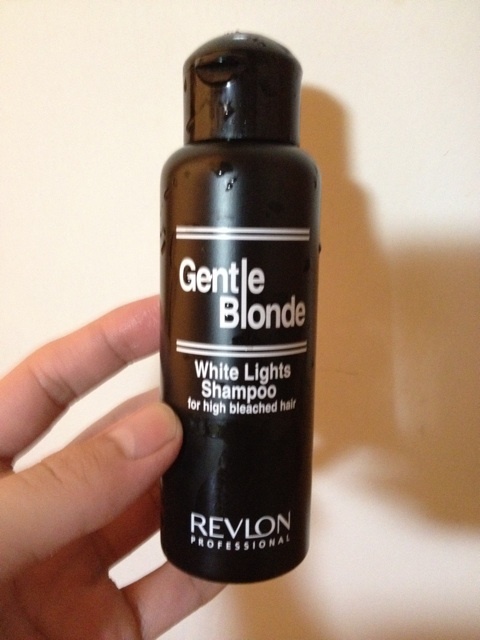 Gentle
Blonde
White Lights
Shampoo
for high bleached hair
REVLON
PROFESSIONAL